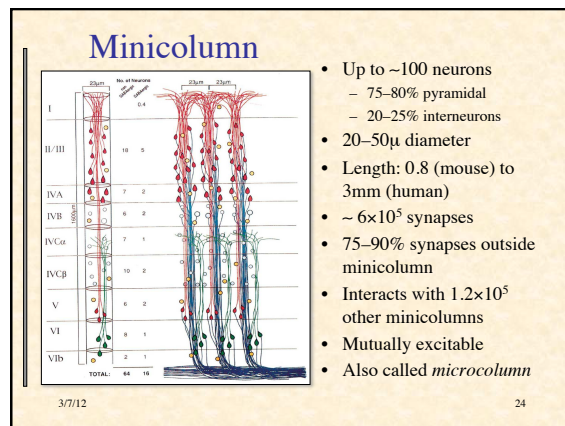 Minicolumn
23μm
No. of Neurons
23μm 23μm
I 0.4
II/III 18 5
IVA 7 2
IVB 6 2
1600μm
IVCα 7 1
IVCβ 10 2
V 6 2
VI 8 1
VIb 2 1
TOTAL: 64 16
• Up to ~100 neurons
– 75–80% pyramidal
– 20–25% interneurons
• 20–50μ diameter
• Length: 0.8 (mouse) to
3mm (human)
• ~ 6×10⁵ synapses
• 75–90% synapses outside
minicolumn
• Interacts with 1.2×10⁵
other minicolumns
• Mutually excitable
• Also called microcolumn
3/7/12
24